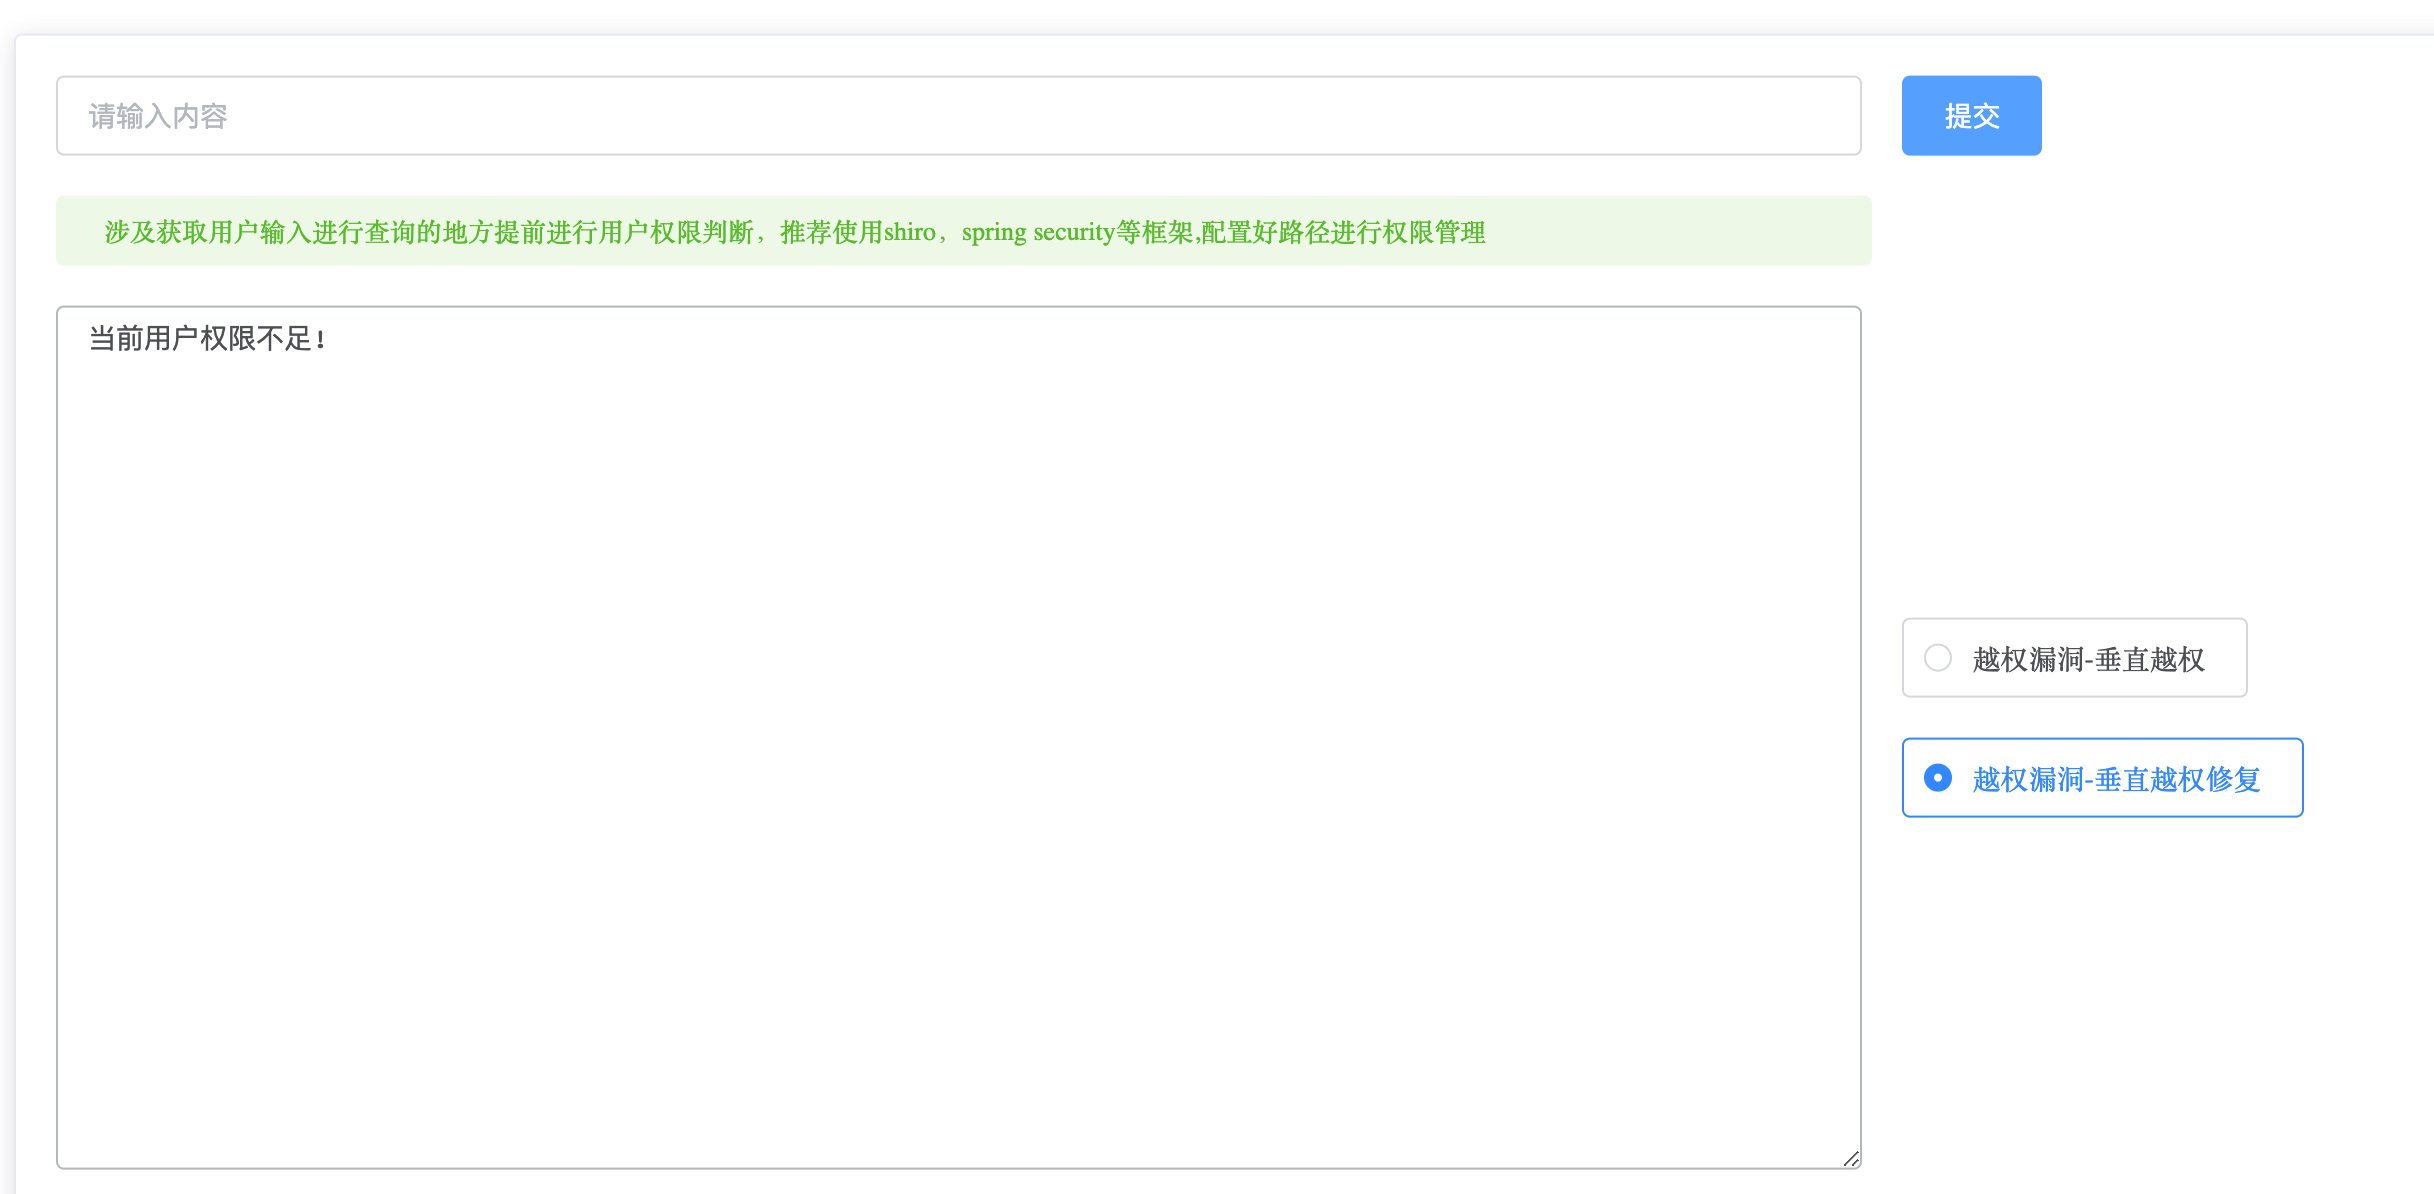 请输入内容
提交
涉及获取用户输入进行查询的地方提前进行用户权限判断，推荐使用shiro，spring security等框架,配置好路径进行权限管理
当前用户权限不足！
越权漏洞-垂直越权
越权漏洞-垂直越权修复